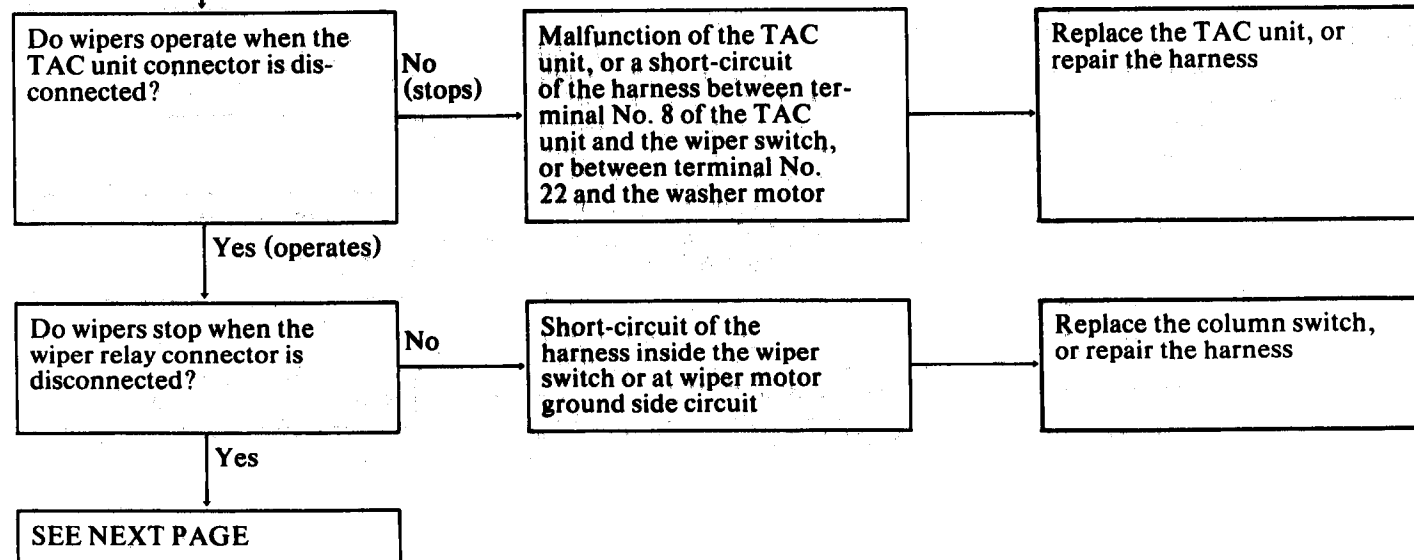 Do wipers operate when the
TAC unit connector is dis-
connected?
No
(stops)
Malfunction of the TAC
unit, or a short-circuit
of the harness between ter-
minal No. 8 of the TAC
unit and the wiper switch,
or between terminal No.
22 and the washer motor
Replace the TAC unit, or
repair the harness
Yes (operates)
Do wipers stop when the
wiper relay connector is
disconnected?
No
Short-circuit of the
harness inside the wiper
switch or at wiper motor
ground side circuit
Replace the column switch,
or repair the harness
Yes
SEE NEXT PAGE